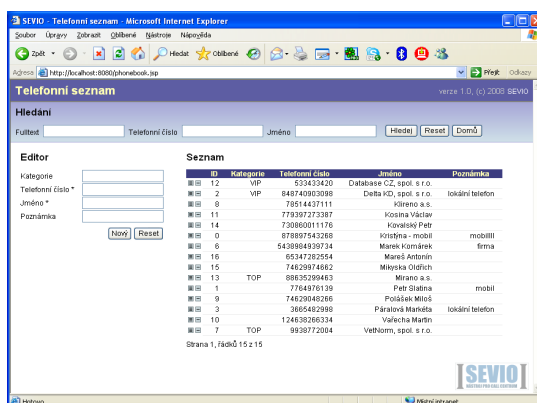 SEVIO - Telefonní seznam - Microsoft Internet Explorer
Soubor Úpravy Zobrazit Oblíbené Nástroje Nápověda
Zpět Hledat Oblíbené
Adresa http://localhost:8080/phonebook.jsp Přejít Odkazy
Telefonní seznam verze 1.0, (c) 2008 SEVIO
Hledání
Fulltext Telefonní číslo Jméno Hledej Reset Domů
Editor
Kategorie
Telefonní číslo *
Jméno *
Poznámka
Nový Reset
Seznam
ID Kategorie Telefonní číslo Jméno Poznámka
12 VIP 533433420 Database CZ, spol. s r.o.
2 VIP 848740903098 Delta KD, spol. s r.o. lokální telefon
8 78514437111 Klireno a.s.
11 779397273387 Kosina Václav
14 730860011176 Kovalský Petr
0 878897543268 Kristýna - mobil mobilIII
6 5438984939734 Marek Komárek firma
16 65347282554 Mareš Antonín
15 74629974662 Mikyska Oldřich
13 TOP 88635299463 Mirano a.s.
1 7764976139 Petr Slatina mobil
9 74629048266 Polášek Miloš
3 3665482998 Páralová Markéta lokální telefon
10 124638266334 Vařecha Martin
7 TOP 9938772004 VetNorm, spol. s r.o.
Strana 1, řádků 15 z 15
[SEVIO]
NÁSTROJ PRO CALL CENTRUM
Hotovo Místní intranet